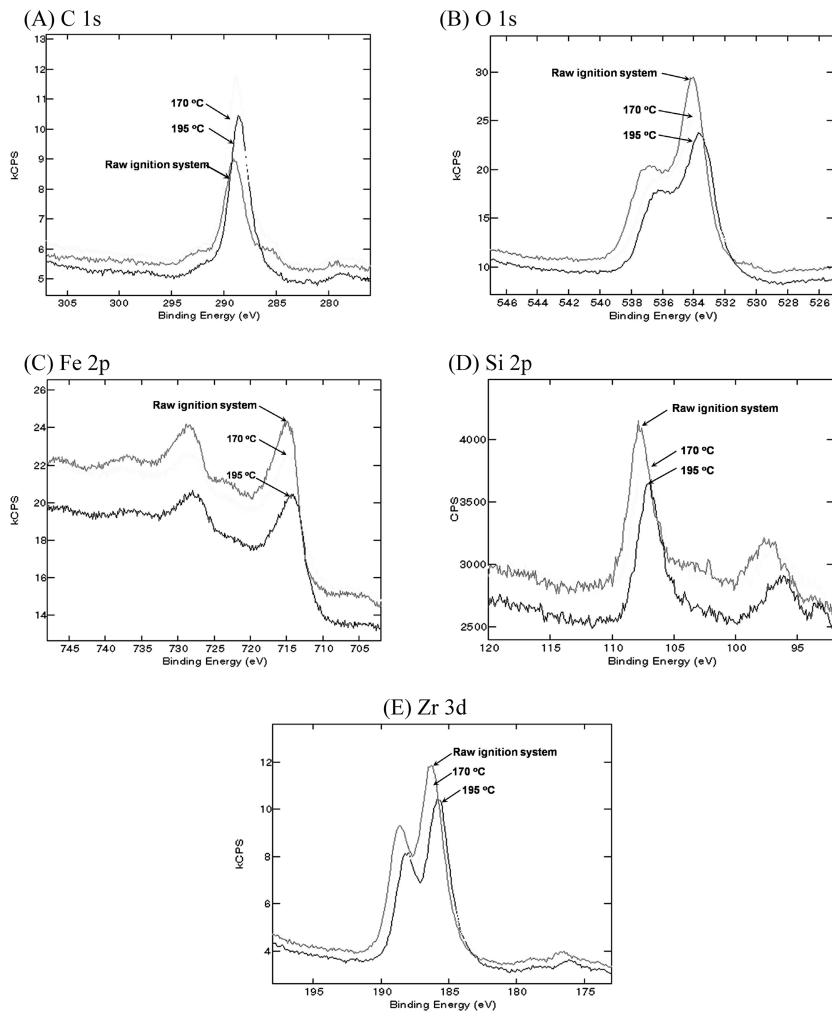 (A) C 1s
13
12
11
10
9
8
7
6
5
kCPS
170 ºC
195 ºC
Raw ignition system
305 300 295 290 285 280
Binding Energy (eV)
(B) O 1s
30
25
20
15
10
kCPS
Raw ignition system
170 ºC
195 ºC
546 544 542 540 538 536 534 532 530 528 526
Binding Energy (eV)
(C) Fe 2p
26
24
22
20
18
16
14
kCPS
Raw ignition system
170 ºC
195 ºC
745 740 735 730 725 720 715 710 705
Binding Energy (eV)
(D) Si 2p
4000
3500
3000
2500
CPS
Raw ignition system
170 ºC
195 ºC
120 115 110 105 100 95
Binding Energy (eV)
(E) Zr 3d
12
10
8
6
4
kCPS
Raw ignition system
170 ºC
195 ºC
195 190 185 180 175
Binding Energy (eV)